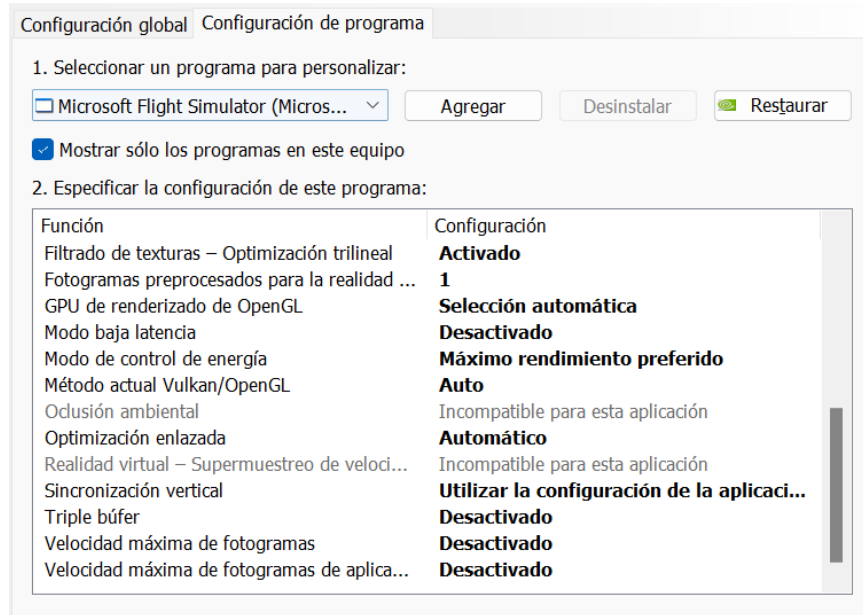 Configuración global Configuración de programa
1. Seleccionar un programa para personalizar:
Microsoft Flight Simulator (Micros... Agregar Desinstalar Restaurar
Mostrar sólo los programas en este equipo
2. Especificar la configuración de este programa:
Función Configuración
Filtrado de texturas – Optimización trilineal Activado
Fotogramas preprocesados para la realidad ... 1
GPU de renderizado de OpenGL Selección automática
Modo baja latencia Desactivado
Modo de control de energía Máximo rendimiento preferido
Método actual Vulkan/OpenGL Auto
Oclusión ambiental Incompatible para esta aplicación
Optimización enlazada Automático
Realidad virtual – Supermuestreo de veloci... Incompatible para esta aplicación
Sincronización vertical Utilizar la configuración de la aplicaci...
Triple búfer Desactivado
Velocidad máxima de fotogramas Desactivado
Velocidad máxima de fotogramas de aplica... Desactivado